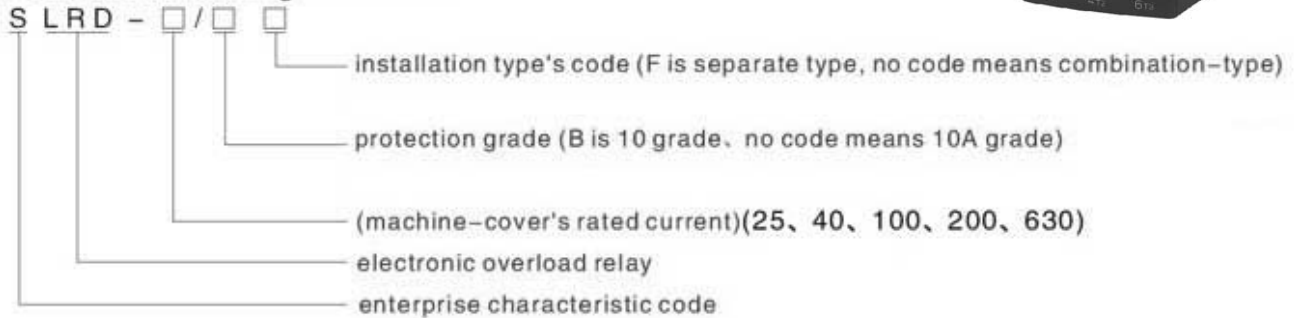 S LRD - □ / □ □
installation type's code (F is separate type, no code means combination-type)
protection grade (B is 10 grade、no code means 10A grade)
(machine-cover's rated current)(25、40、100、200、630)
electronic overload relay
enterprise characteristic code